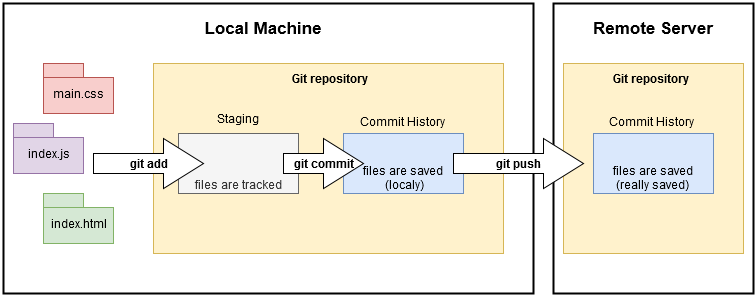 Local Machine
Remote Server
Git repository
Git repository
main.css
Staging
Commit History
Commit History
index.js
git add
git commit
git push
files are tracked
files are saved
(localy)
files are saved
(really saved)
index.html